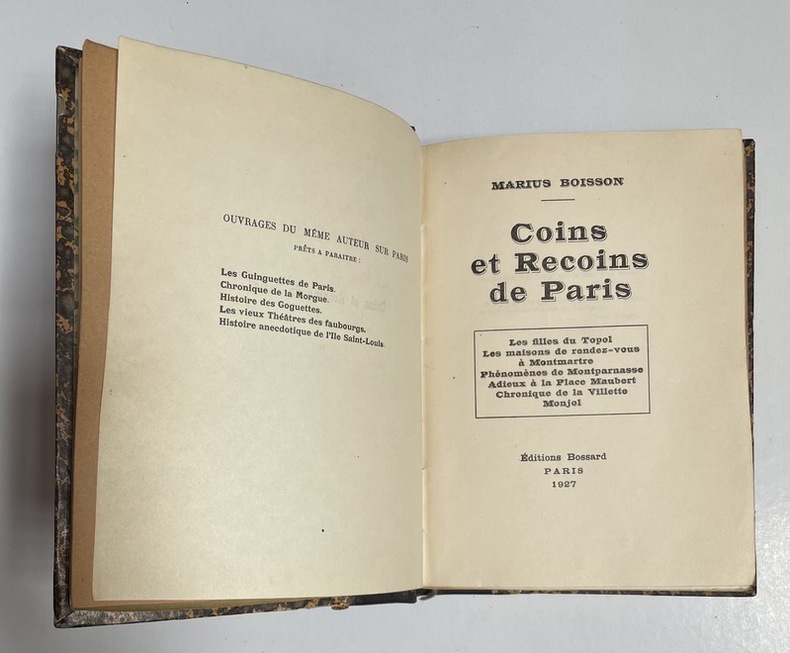 OUVRAGES DU MÊME AUTEUR SUR PARIS
PRÊTS A PARAITRE :
Les Guinguettes de Paris.
Chronique de la Morgue.
Histoire des Goguettes.
Les vieux Théâtres des faubourgs.
Histoire anecdotique de l'Ile Saint-Louis.
MARIUS BOISSON
Coins
et Recoins
de Paris
Les filles du Topol
Les maisons de rendez-vous
à Montmartre
Phénomènes de Montparnasse
Adieux à la Place Maubert
Chronique de la Villette
Monjol
Éditions Bossard
PARIS
1927